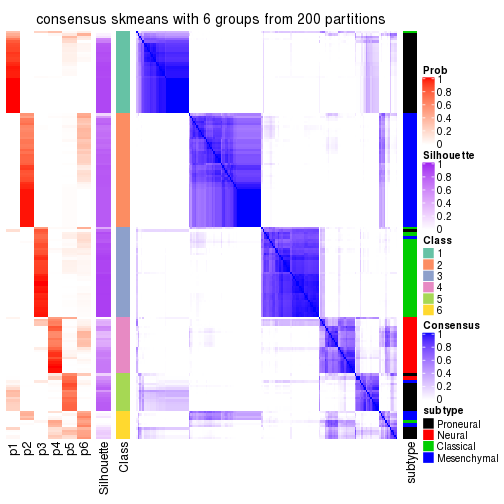 consensus skmeans with 6 groups from 200 partitions
Prob
1
0.8
0.6
0.4
0.2
0
Silhouette
1
0.8
0.6
0.4
0.2
0
Class
1
2
3
4
5
6
Consensus
1
0.8
0.6
0.4
0.2
0
subtype
Proneural
Neural
Classical
Mesenchymal
p1
p2
p3
p4
p5
p6
Silhouette
Class
subtype